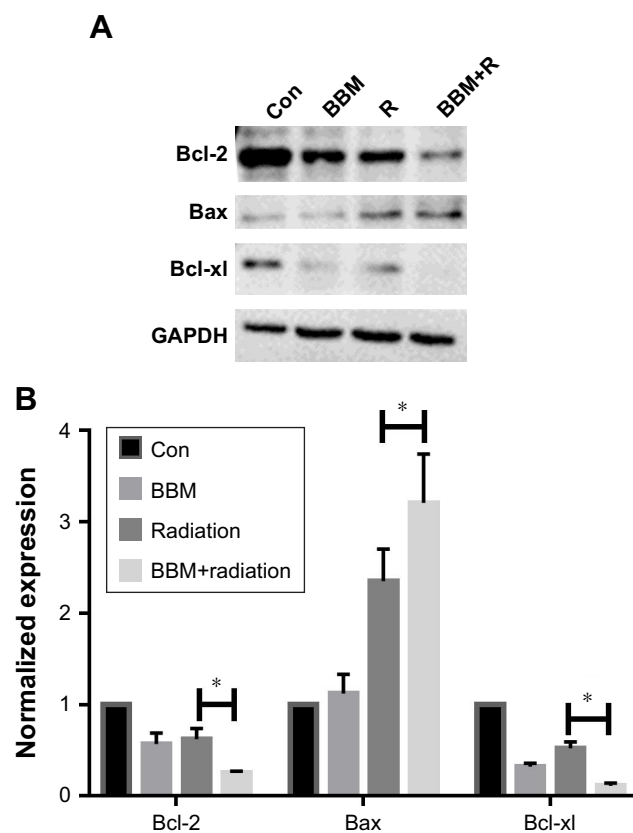 A
Con BBM R BBM+R
Bcl-2
Bax
Bcl-xl
GAPDH
B
Normalized expression
4
3
2
1
0
Con
BBM
Radiation
BBM+radiation
*
*
*
Bcl-2 Bax Bcl-xl